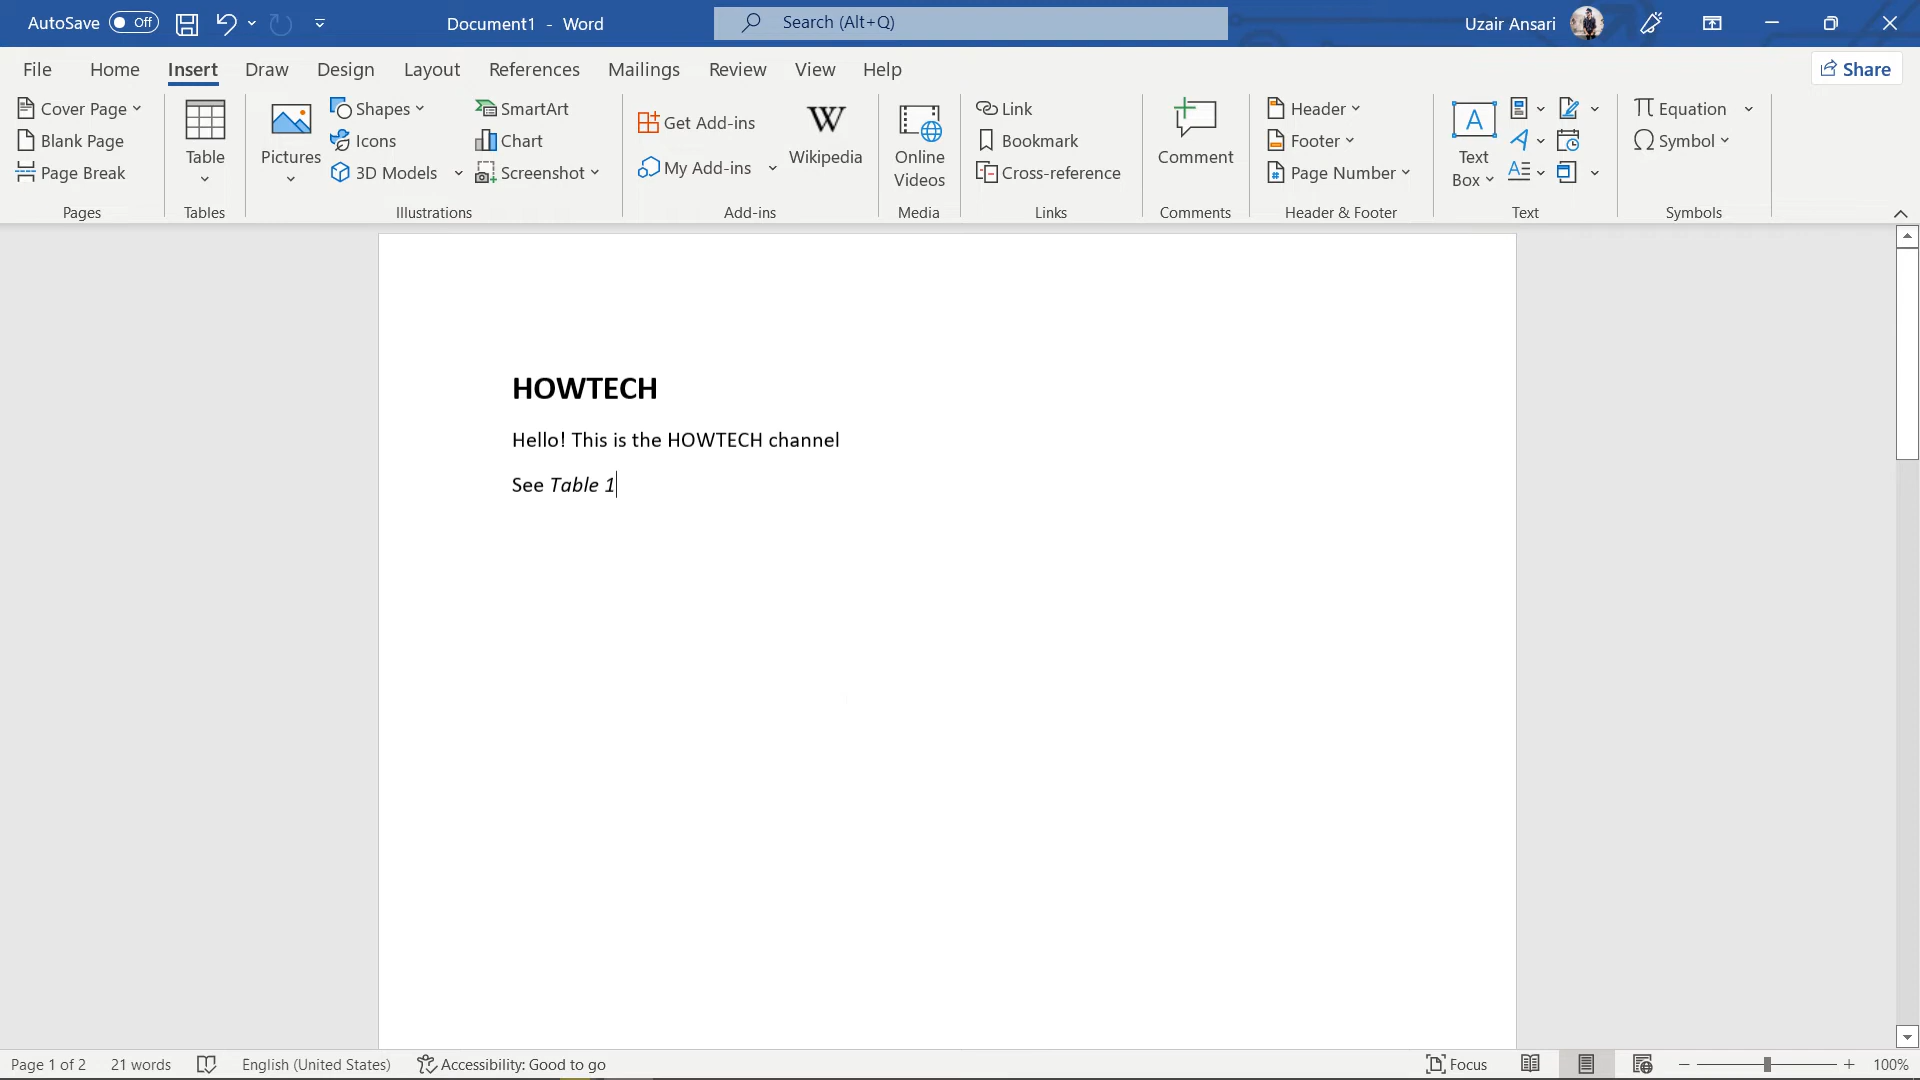 AutoSave Off Document1 - Word Search (Alt+Q) Uzair Ansari
File Home Insert Draw Design Layout References Mailings Review View Help Share
Cover Page
Blank Page
Page Break
Pages
Table
Tables
Pictures
Shapes
Icons
3D Models
SmartArt
Chart
Screenshot
Illustrations
Get Add-ins
My Add-ins
W
Wikipedia
Add-ins
Online
Videos
Media
Link
Bookmark
Cross-reference
Links
Comment
Comments
Header
Footer
Page Number
Header & Footer
A
Text
Box
Text
Equation
Symbol
Symbols
HOWTECH
Hello! This is the HOWTECH channel
See Table 1
Page 1 of 2 21 words English (United States) Accessibility: Good to go Focus 100%